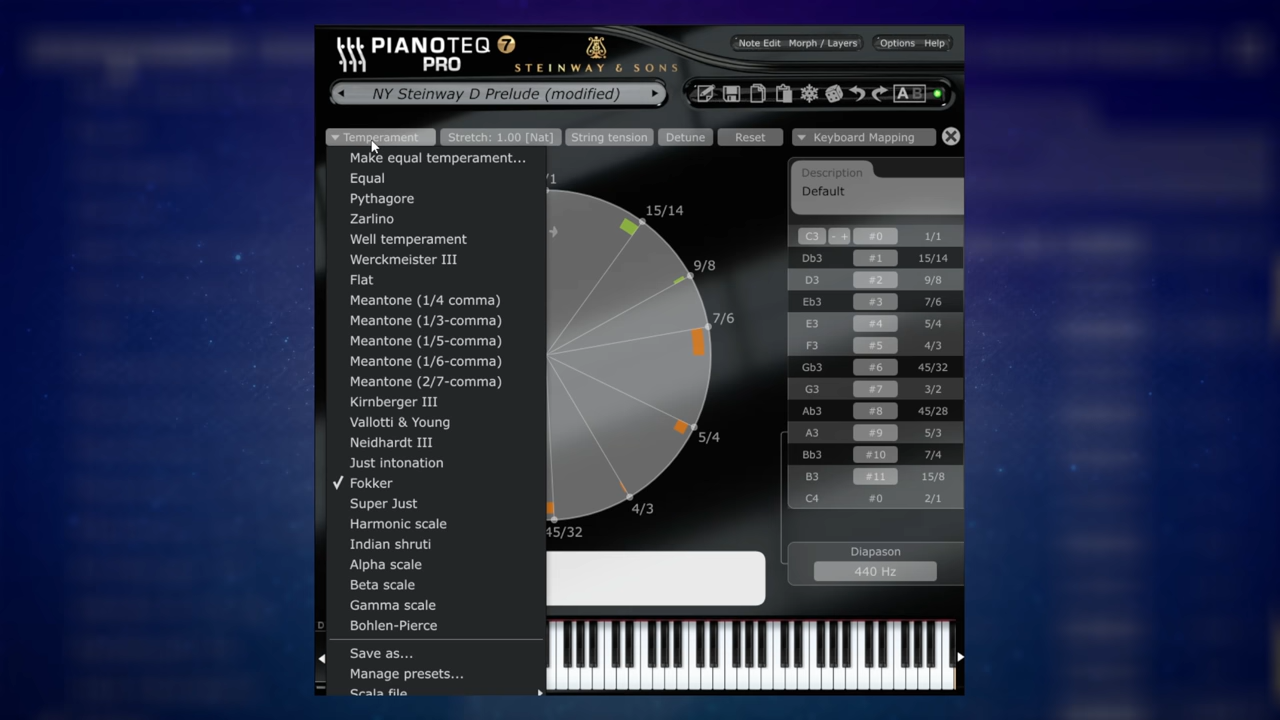 PIANOTEQ 7
PRO
STEINWAY & SONS
Note Edit Morph / Layers
Options Help
NY Steinway D Prelude (modified)
A B
Temperament
Stretch: 1.00 [Nat]
String tension
Detune
Reset
Keyboard Mapping
Make equal temperament...
Equal
Pythagore
Zarlino
Well temperament
Werckmeister III
Flat
Meantone (1/4 comma)
Meantone (1/3-comma)
Meantone (1/5-comma)
Meantone (1/6-comma)
Meantone (2/7-comma)
Kirnberger III
Vallotti & Young
Neidhardt III
Just intonation
Fokker
Super Just
Harmonic scale
Indian shruti
Alpha scale
Beta scale
Gamma scale
Bohlen-Pierce
Save as...
Manage presets...
Scala file
/1
15/14
9/8
7/6
5/4
4/3
45/32
Description
Default
C3 - + #0 1/1
Db3 #1 15/14
D3 #2 9/8
Eb3 #3 7/6
E3 #4 5/4
F3 #5 4/3
Gb3 #6 45/32
G3 #7 3/2
Ab3 #8 45/28
A3 #9 5/3
Bb3 #10 7/4
B3 #11 15/8
C4 #0 2/1
Diapason
440 Hz
D